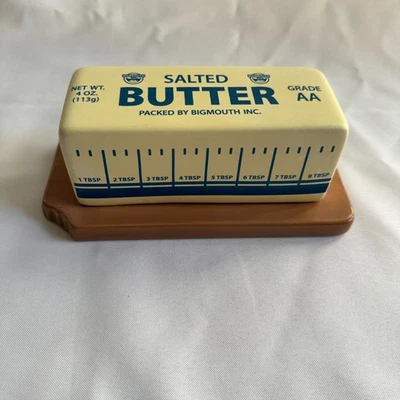 NET WT.
4 OZ.
(113g)
SALTED
BUTTER
PACKED BY BIGMOUTH INC.
GRADE
AA
1 TBSP 2 TBSP 3 TBSP 4 TBSP 5 TBSP 6 TBSP 7 TBSP 8 TBSP